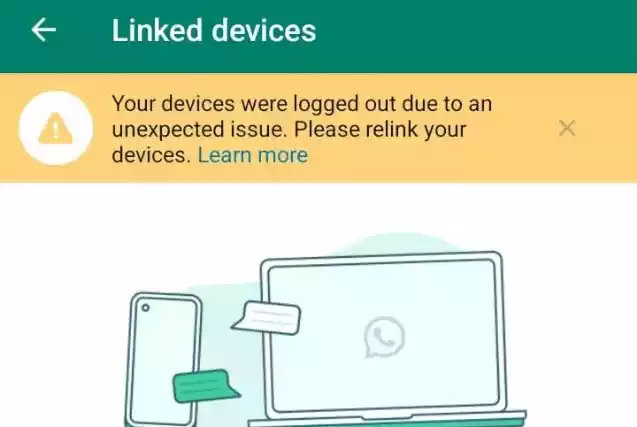 Linked devices
Your devices were logged out due to an
unexpected issue. Please relink your
devices. Learn more